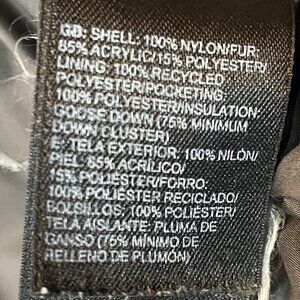 GB: SHELL: 100% NYLON/FUR:
85% ACRYLIC/15% POLYESTER/
LINING: 100% RECYCLED
POLYESTER/POCKETING:
100% POLYESTER/INSULATION:
GOOSE DOWN (75% MINIMUM
DOWN CLUSTER)
E: TELA EXTERIOR: 100% NILÓN/
PIEL: 85% ACRÍLICO/
15% POLIÉSTER/FORRO:
100% POLIÉSTER RECICLADO/
BOLSILLOS: 100% POLIÉSTER/
TELA AISLANTE: PLUMA DE
GANSO (75% MÍNIMO DE
RELLENO DE PLUMÓN)